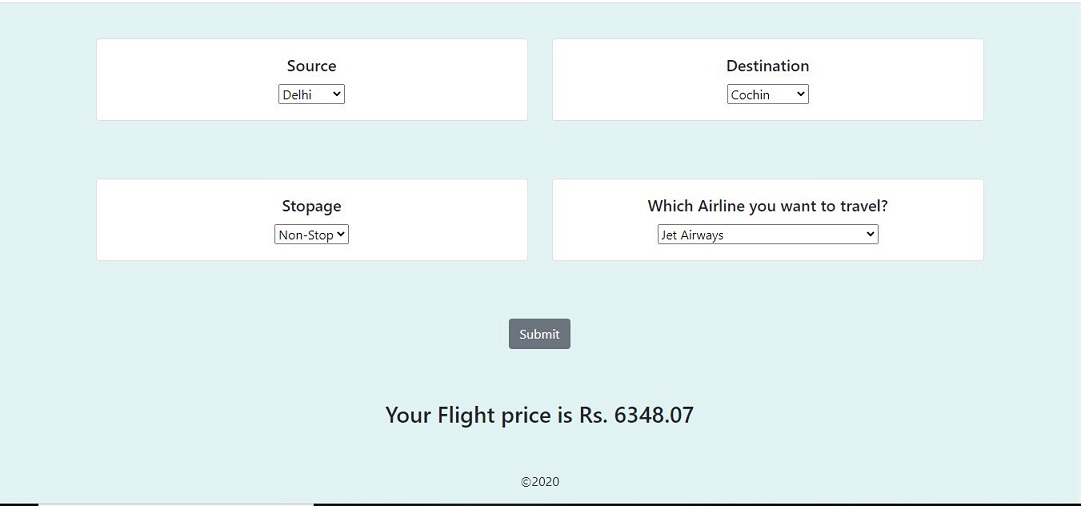 Source
Delhi
Destination
Cochin
Stopage
Non-Stop
Which Airline you want to travel?
Jet Airways
Submit
Your Flight price is Rs. 6348.07
©2020